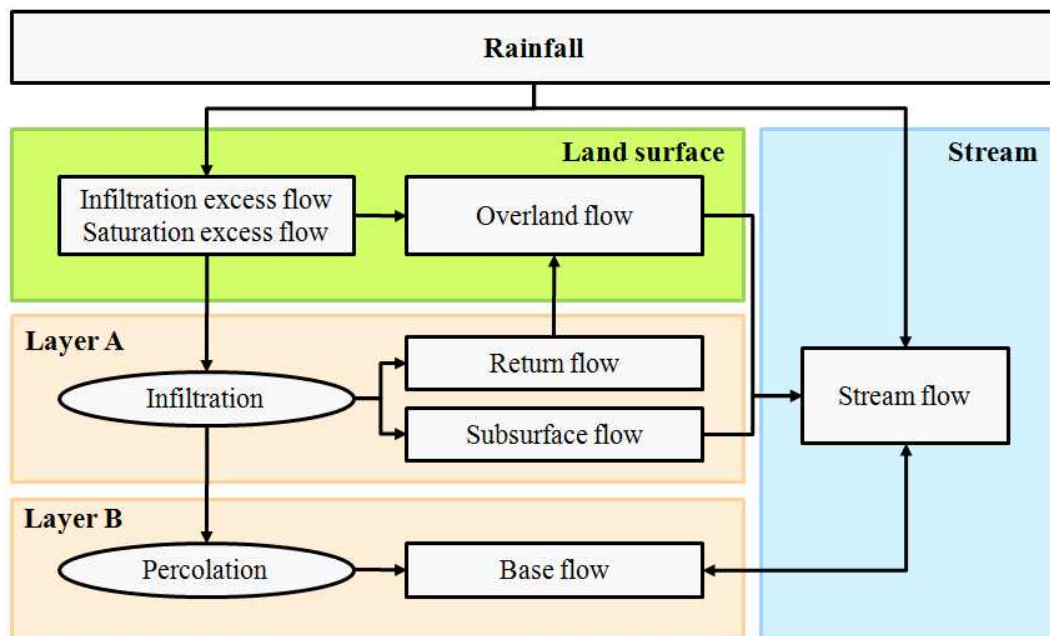 Rainfall
Land surface
Stream
Infiltration excess flow
Saturation excess flow
Overland flow
Layer A
Return flow
Infiltration
Stream flow
Subsurface flow
Layer B
Percolation
Base flow